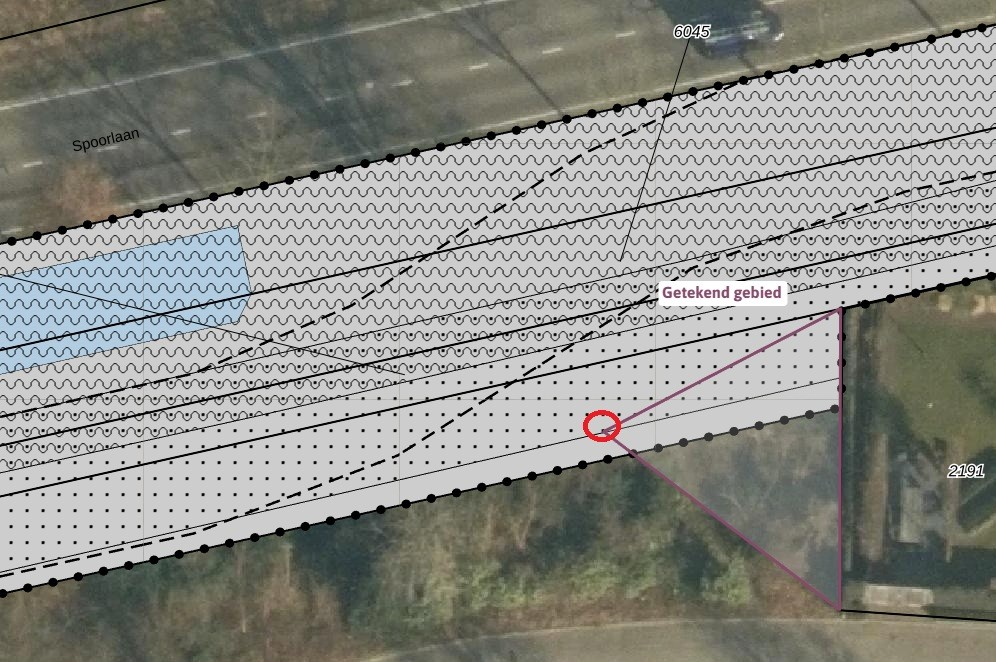 6045
Spoorlaan
Getekend gebied
2191